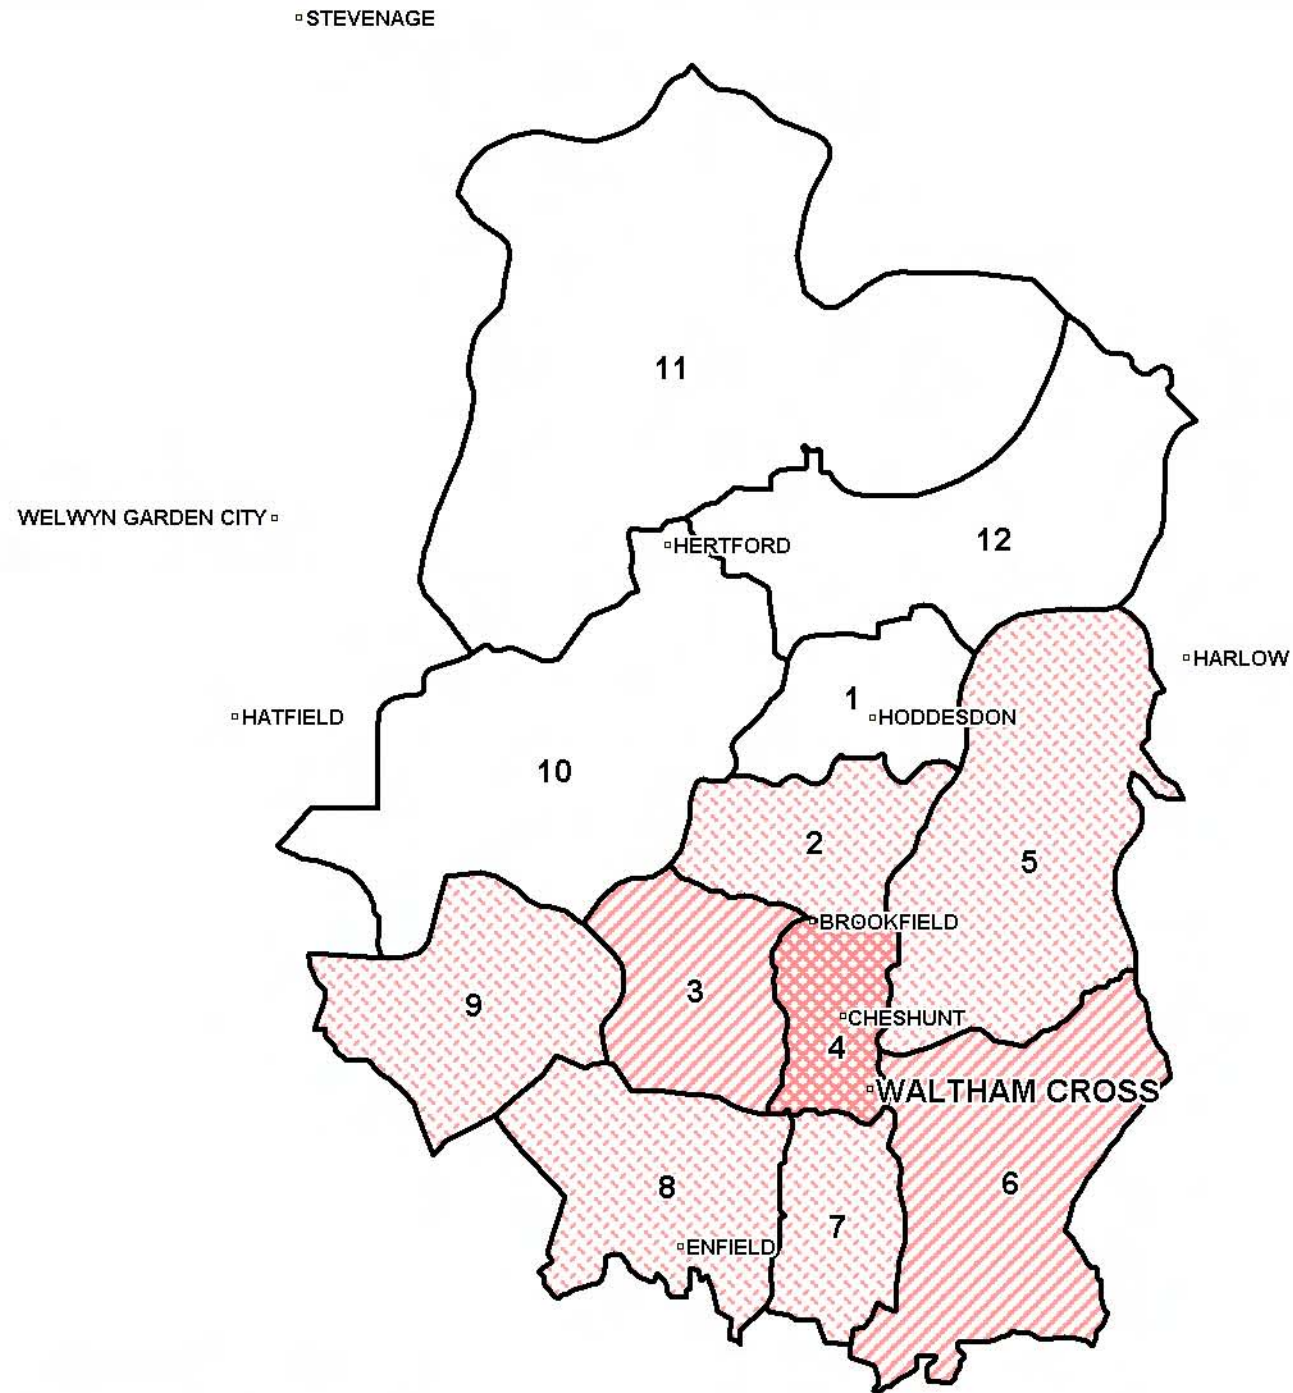 STEVENAGE
11
WELWYN GARDEN CITY
HERTFORD
12
HARLOW
1
HATFIELD
HODDESDON
10
2
5
BROOKFIELD
3
9
CHESHUNT
4
WALTHAM CROSS
8
6
7
ENFIELD